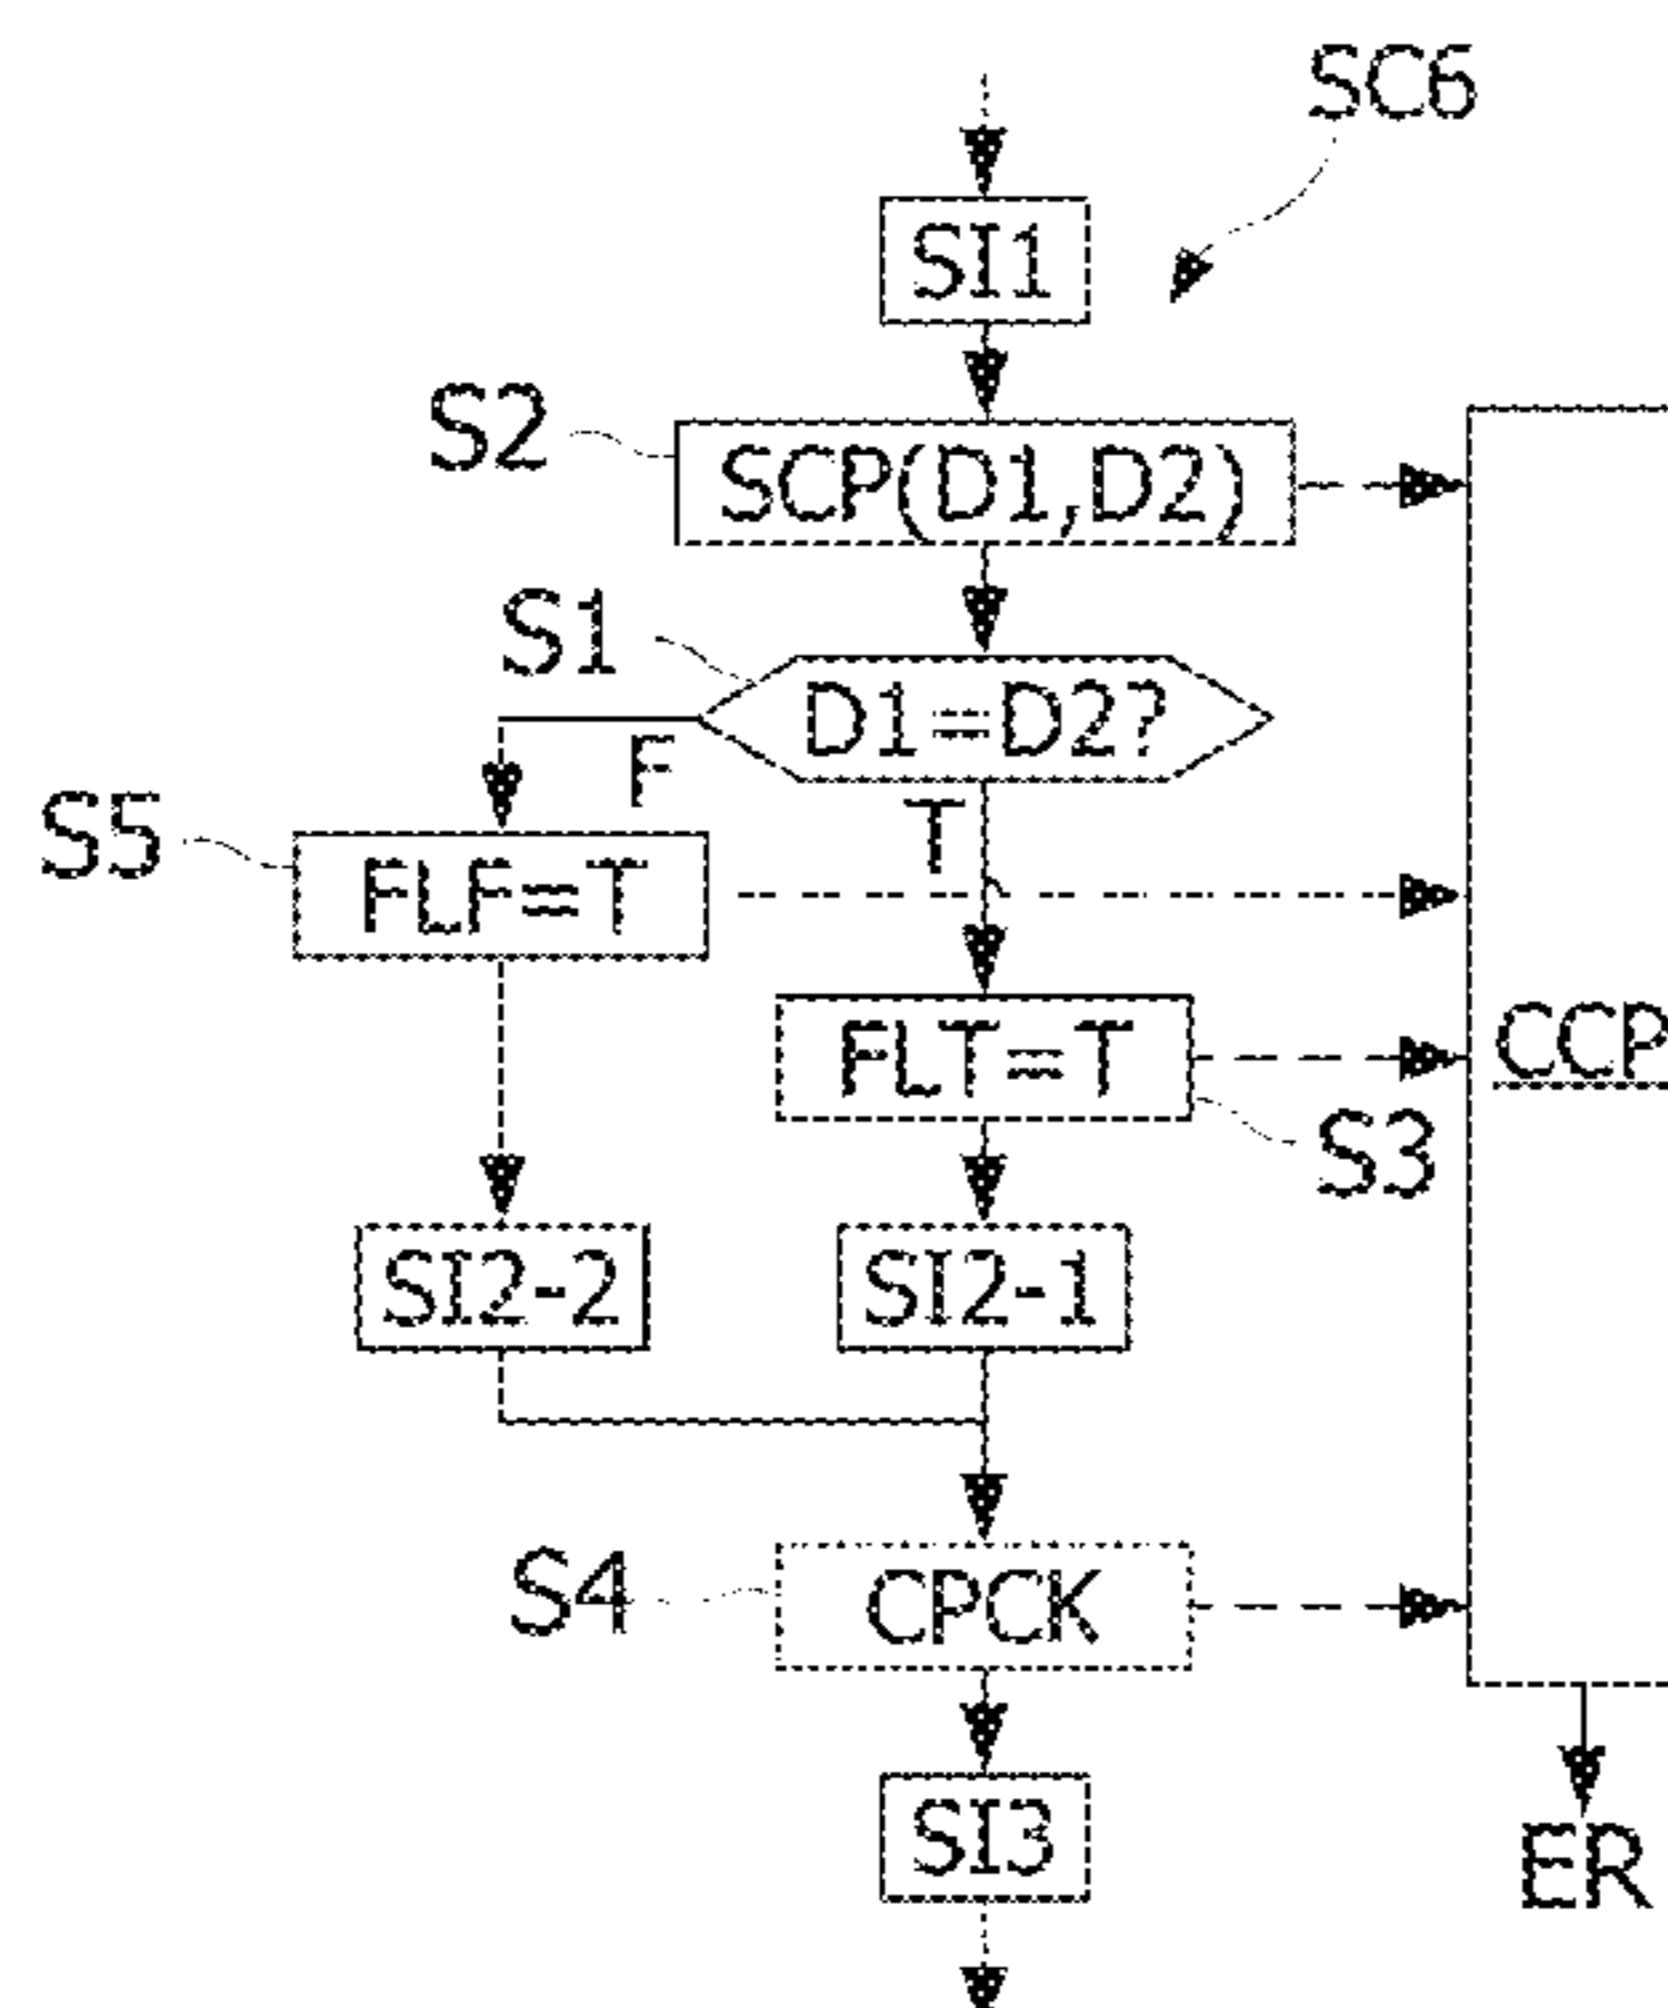 SC6
SI1
S2
SCP(D1,D2)
S1
D1=D2?
F
T
S5
FLF=T
FLT=T
CCP
S3
SI2-2
SI2-1
S4
CPCK
SI3
ER